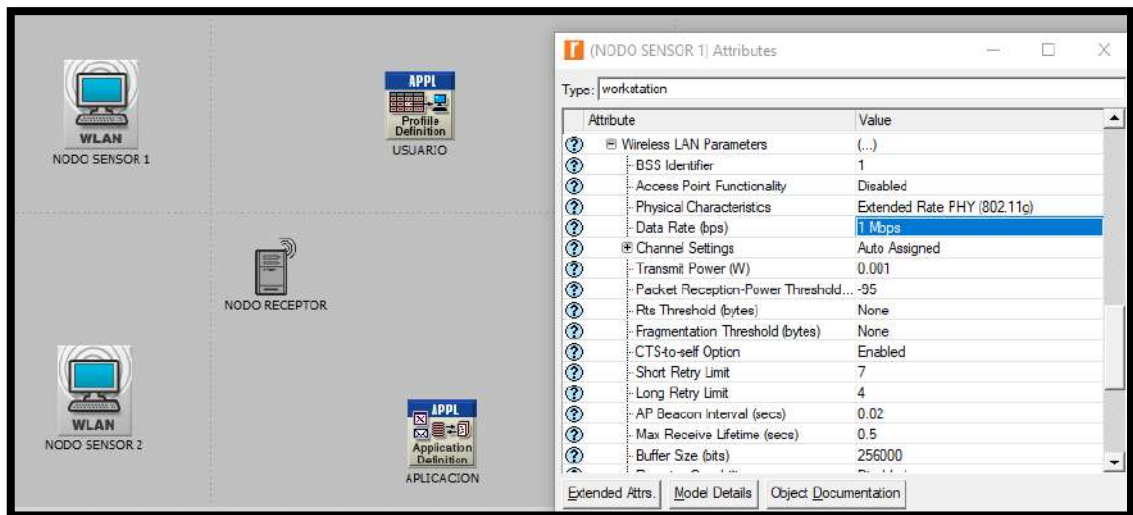 WLAN
NODO SENSOR 1
APPL
Profiile
Definition
USUARIO
NODO RECEPTOR
WLAN
NODO SENSOR 2
APPL
Application
Definition
APLICACION
(NODO SENSOR 1) Attributes
Type: workstation
Attribute Value
Wireless LAN Parameters (...)
BSS Identifier 1
Access Point Functionality Disabled
Physical Characteristics Extended Rate PHY (802.11g)
Data Rate (bps) 1 Mbps
Channel Settings Auto Assigned
Transmit Power (W) 0.001
Packet Reception-Power Threshold... -95
Rts Threshold (bytes) None
Fragmentation Threshold (bytes) None
CTS-to-self Option Enabled
Short Retry Limit 7
Long Retry Limit 4
AP Beacon Interval (secs) 0.02
Max Receive Lifetime (secs) 0.5
Buffer Size (bits) 256000
Extended Attrs. Model Details Object Documentation